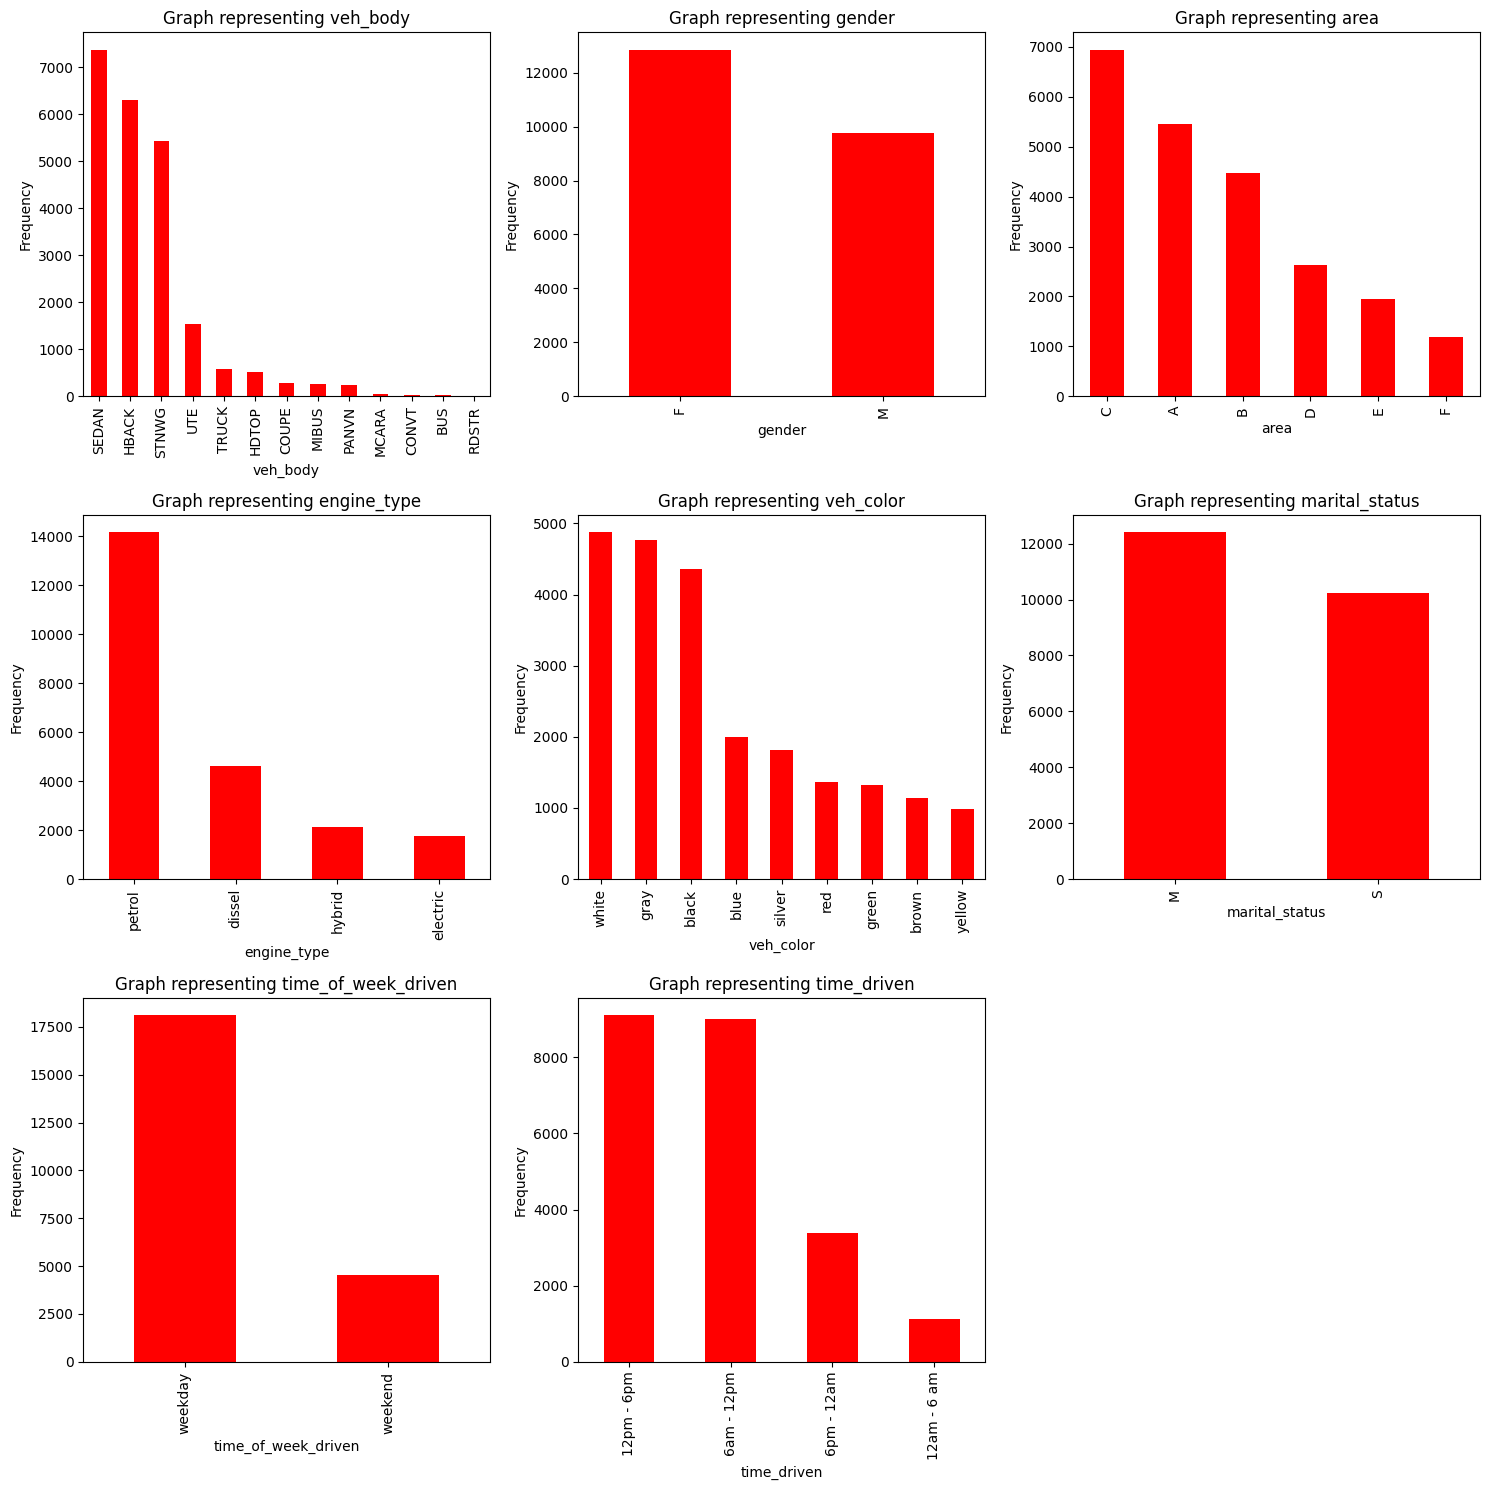 Graph representing veh_body
7000
6000
5000
4000
3000
2000
1000
0
Frequency
SEDAN
HBACK
STNWG
UTE
TRUCK
HDTOP
COUPE
MIBUS
PANVN
MCARA
CONVT
BUS
RDSTR
veh_body
Graph representing gender
12000
10000
8000
6000
4000
2000
0
Frequency
F
M
gender
Graph representing area
7000
6000
5000
4000
3000
2000
1000
0
Frequency
C
A
B
D
E
F
area
Graph representing engine_type
14000
12000
10000
8000
6000
4000
2000
0
Frequency
petrol
dissel
hybrid
electric
engine_type
Graph representing veh_color
5000
4000
3000
2000
1000
0
Frequency
white
gray
black
blue
silver
red
green
brown
yellow
veh_color
Graph representing marital_status
12000
10000
8000
6000
4000
2000
0
Frequency
M
S
marital_status
Graph representing time_of_week_driven
17500
15000
12500
10000
7500
5000
2500
0
Frequency
weekday
weekend
time_of_week_driven
Graph representing time_driven
8000
6000
4000
2000
0
Frequency
12pm - 6pm
6am - 12pm
6pm - 12am
12am - 6 am
time_driven